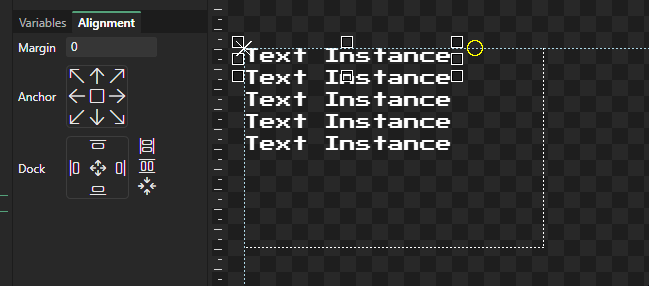 Variables Alignment
Margin 0
Anchor
Dock
Text Instance
Text Instance
Text Instance
Text Instance
Text Instance